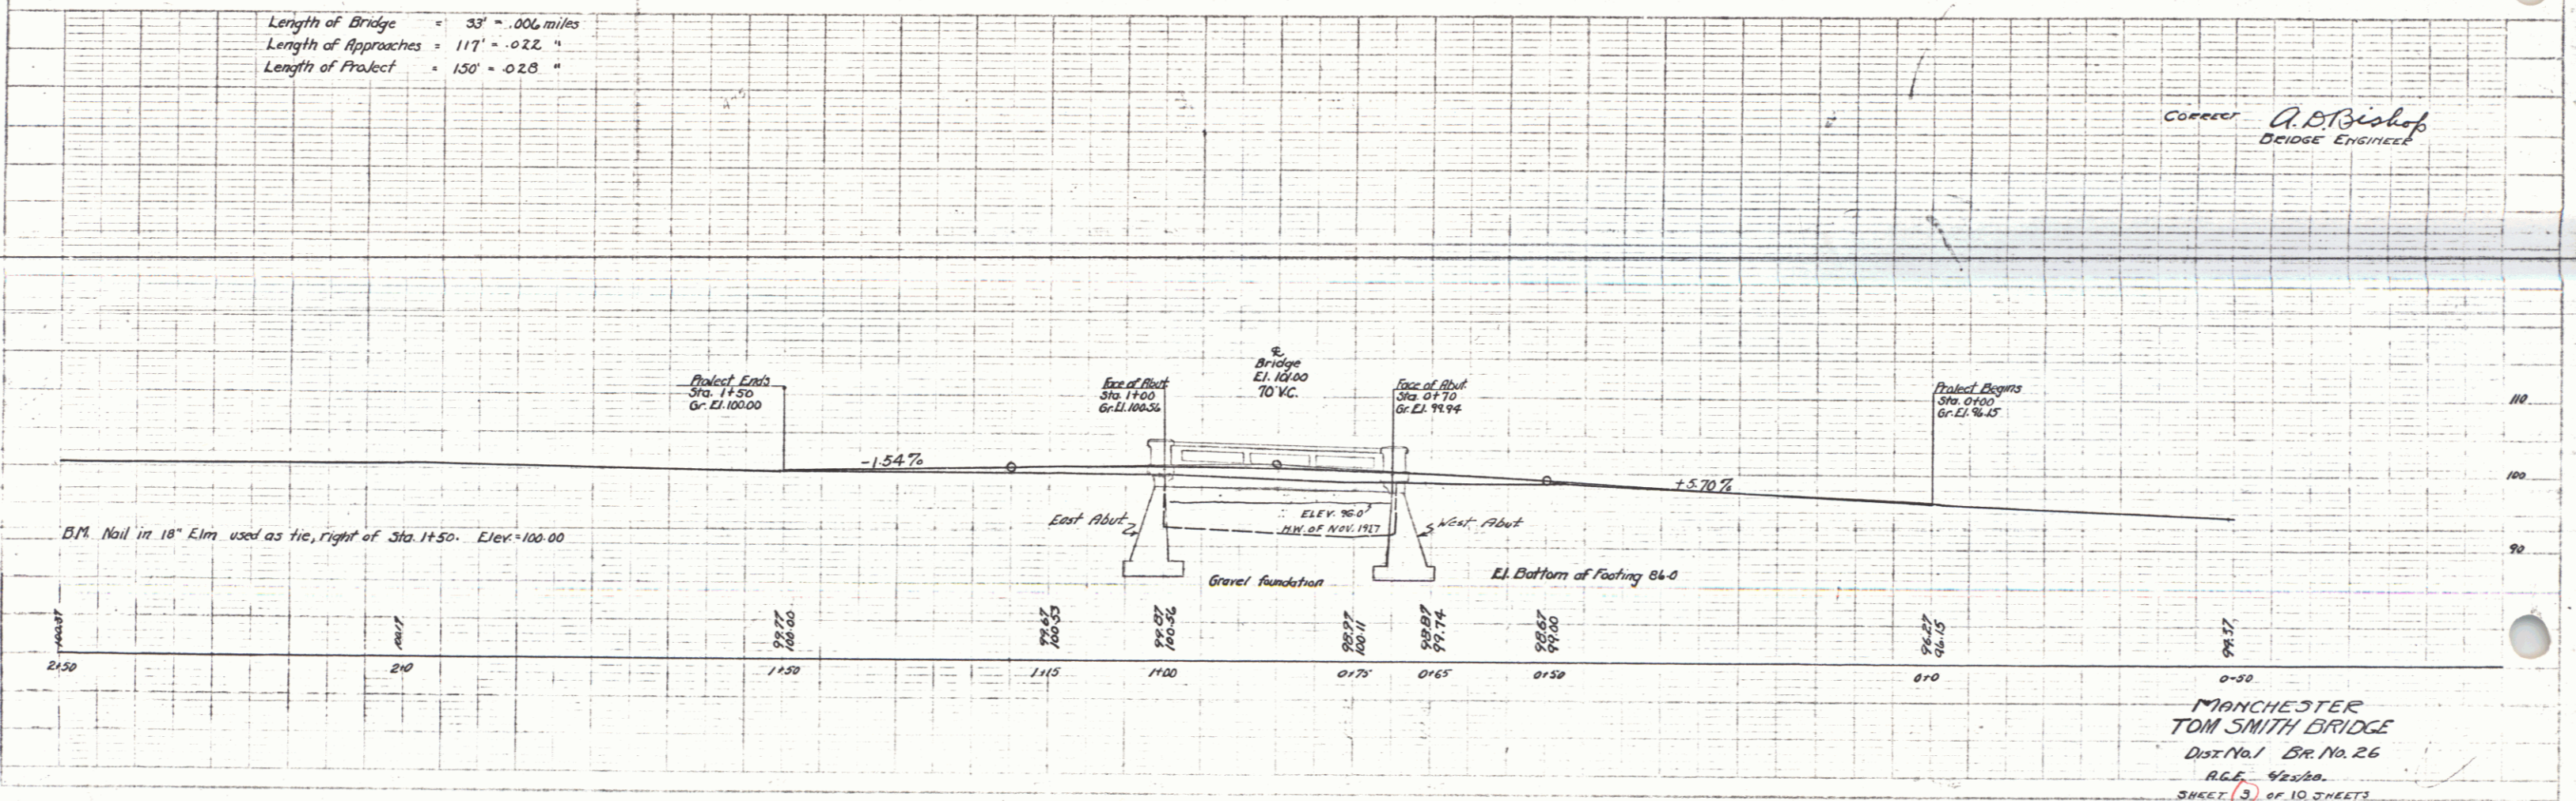 Length of Bridge = 33' = .006 miles
Length of Approaches = 117' = .022 "
Length of Project = 150' = .028 "
CORRECT A.D. Bishop
BRIDGE ENGINEER
℄
Bridge
El. 101.00
70' V.C.
Project Ends
Sta. 1+50
Gr. El. 100.00
Face of Abut.
Sta. 1+00
Gr. El. 100.56
Face of Abut.
Sta. 0+70
Gr. El. 99.94
Project Begins
Sta. 0+00
Gr. El. 96.15
110
-1.54%
100
+5.70%
ELEV. 96.0'
H.W. OF NOV. 1927
East Abut.
West Abut
B.M. Nail in 18" Elm used as tie, right of Sta. 1+50. Elev.=100.00
90
Gravel foundation
El. Bottom of Footing 86.0
100.37
100.17
99.77
100.00
99.67
100.53
99.87
100.56
98.97
100.11
98.87
99.74
98.67
99.00
96.27
96.15
94.37
2+50
2+0
1+50
1+15
1+00
0+75
0+65
0+50
0+0
0-50
MANCHESTER
TOM SMITH BRIDGE
DIST. No. 1 BR. No. 26
A.G.E. 4/25/28.
SHEET 3 OF 10 SHEETS